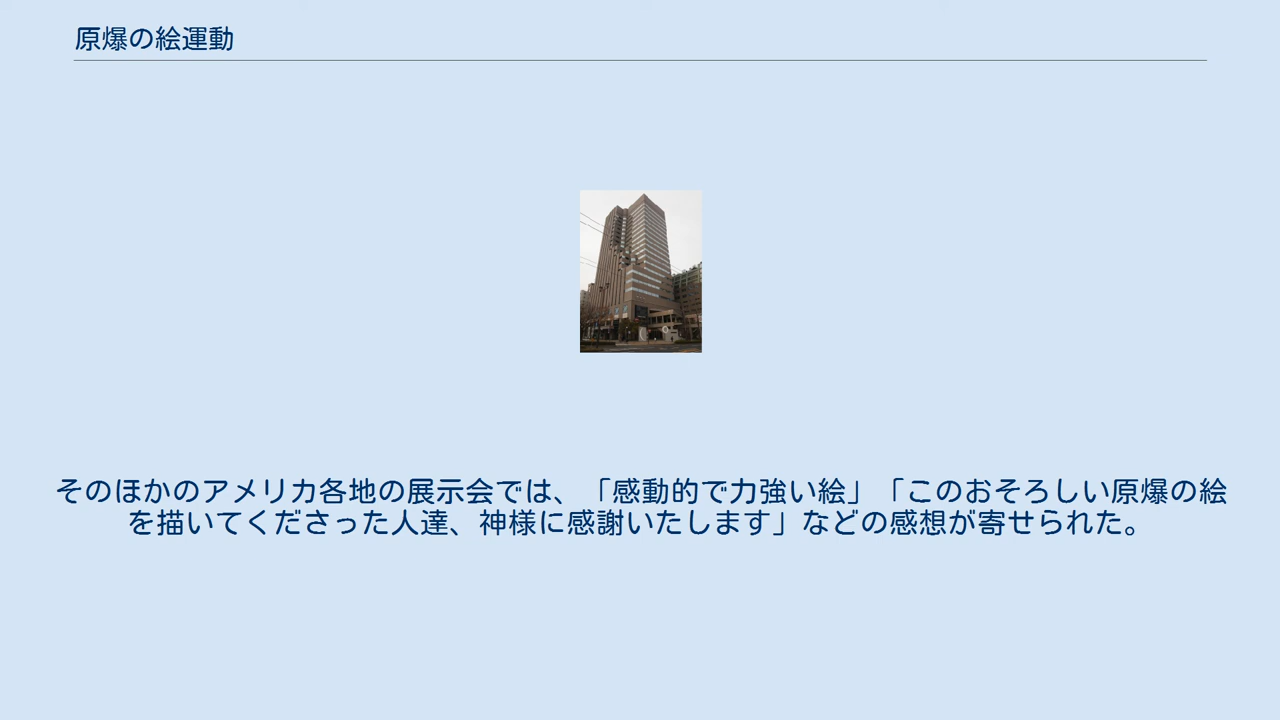 原爆の絵運動
そのほかのアメリカ各地の展示会では、「感動的で力強い絵」「このおそろしい原爆の絵
を描いてくださった人達、神様に感謝いたします」などの感想が寄せられた。